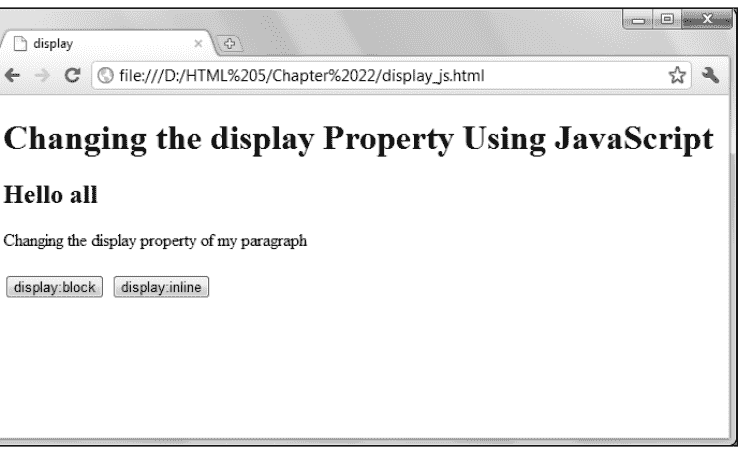 display
file:///D:/HTML%205/Chapter%2022/display_js.html
Changing the display Property Using JavaScript
Hello all
Changing the display property of my paragraph
display:block display:inline